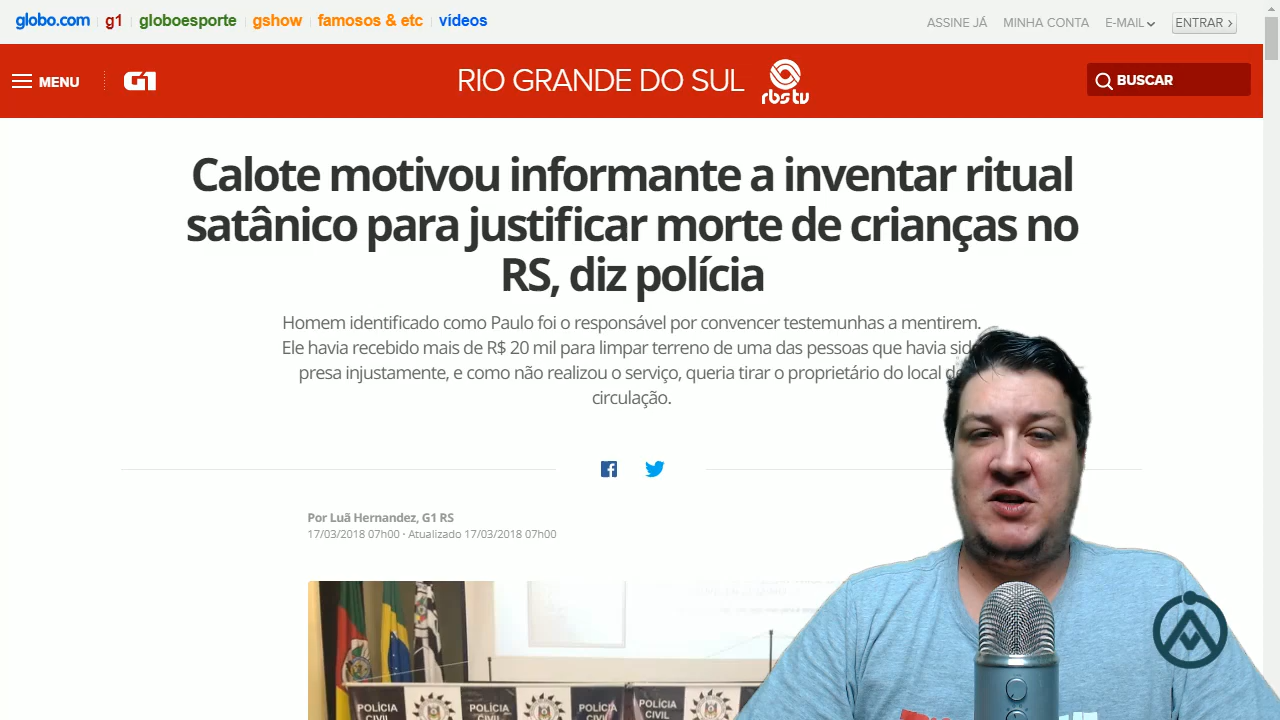 globo.com g1 globoesporte gshow famosos & etc vídeos ASSINE JÁ MINHA CONTA E-MAIL ENTRAR
MENU G1 RIO GRANDE DO SUL rbs tv BUSCAR
Calote motivou informante a inventar ritual
satânico para justificar morte de crianças no
RS, diz polícia
Homem identificado como Paulo foi o responsável por convencer testemunhas a mentirem.
Ele havia recebido mais de R$ 20 mil para limpar terreno de uma das pessoas que havia sid
presa injustamente, e como não realizou o serviço, queria tirar o proprietário do local de
circulação.
Por Luã Hernandez, G1 RS
17/03/2018 07h00 · Atualizado 17/03/2018 07h00
POLÍCIA CIVIL POLÍCIA CIVIL POLÍCIA CIVIL POLÍCIA CIVIL